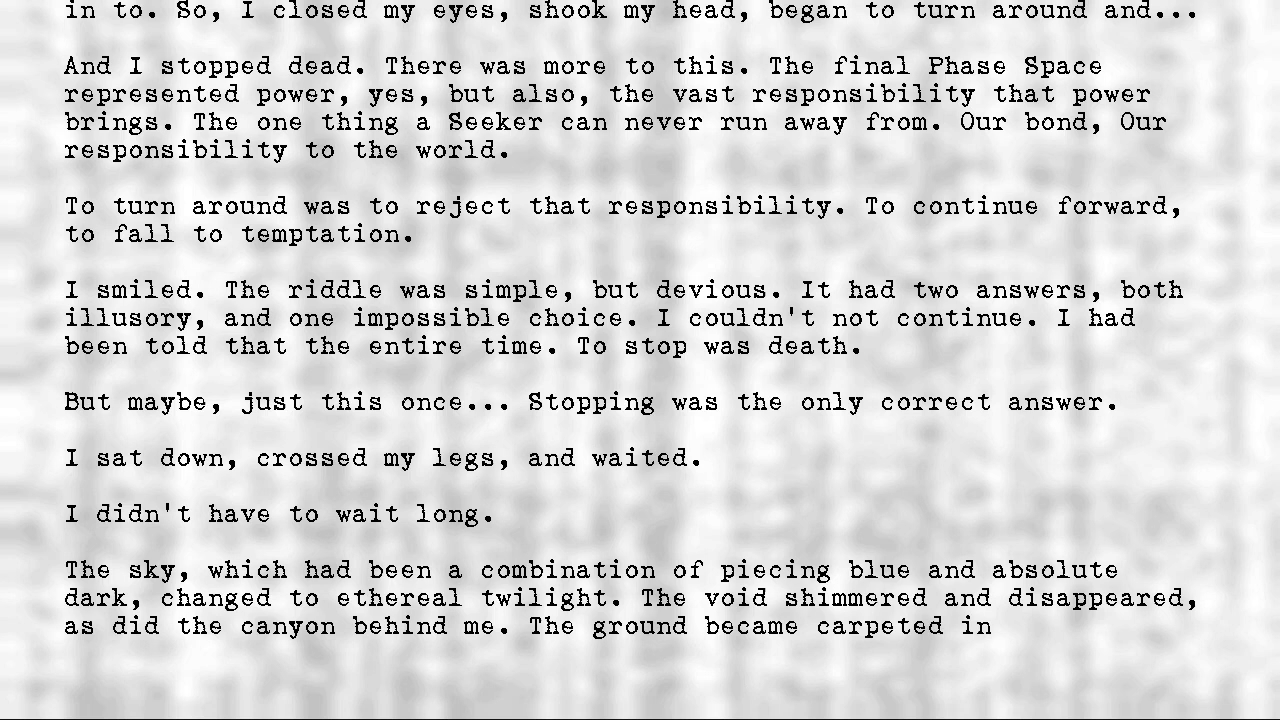 in to. So, I closed my eyes, shook my head, began to turn around and...
And I stopped dead. There was more to this. The final Phase Space
represented power, yes, but also, the vast responsibility that power
brings. The one thing a Seeker can never run away from. Our bond, Our
responsibility to the world.
To turn around was to reject that responsibility. To continue forward,
to fall to temptation.
I smiled. The riddle was simple, but devious. It had two answers, both
illusory, and one impossible choice. I couldn't not continue. I had
been told that the entire time. To stop was death.
But maybe, just this once... Stopping was the only correct answer.
I sat down, crossed my legs, and waited.
I didn't have to wait long.
The sky, which had been a combination of piecing blue and absolute
dark, changed to ethereal twilight. The void shimmered and disappeared,
as did the canyon behind me. The ground became carpeted in